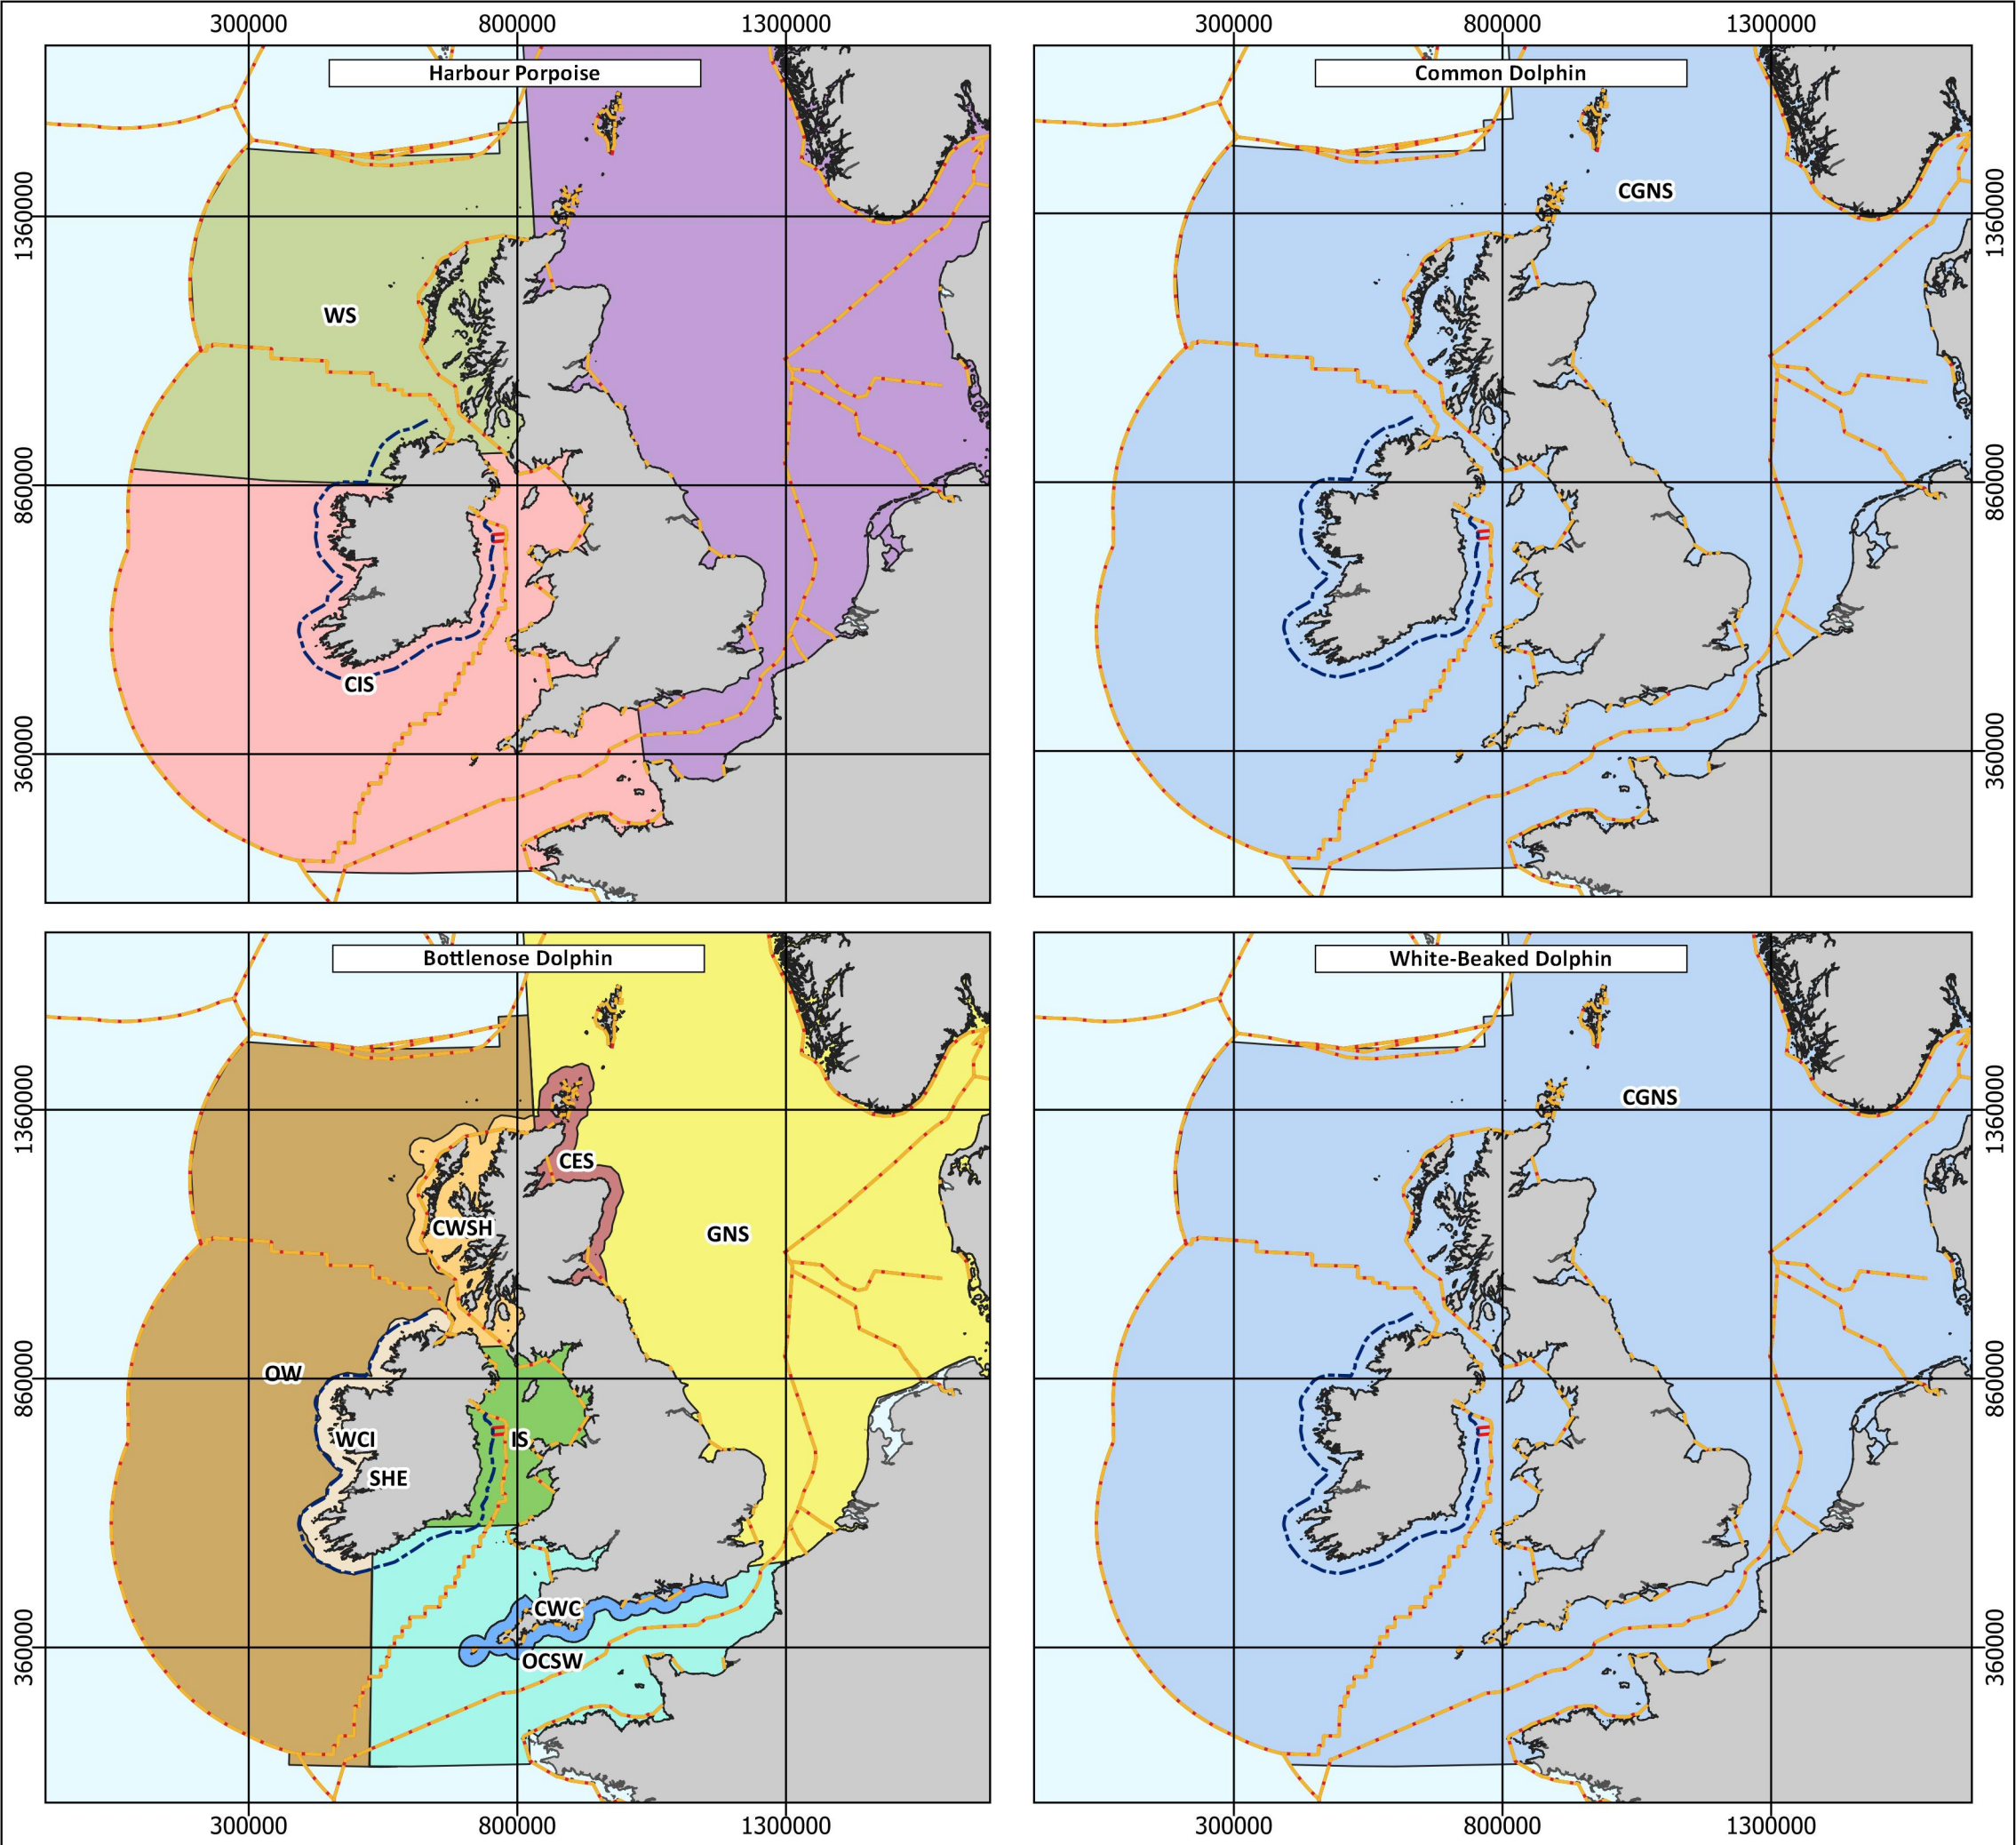 300000 800000 1300000 300000 800000 1300000
Harbour Porpoise
Common Dolphin
1360000
CGNS
1360000
WS
860000
860000
CIS
360000
360000
Bottlenose Dolphin
White-Beaked Dolphin
1360000
CGNS
1360000
CES
CWSH
GNS
OW
860000
860000
WCI
IS
SHE
CWC
360000
OCSW
360000
300000 800000 1300000 300000 800000 1300000